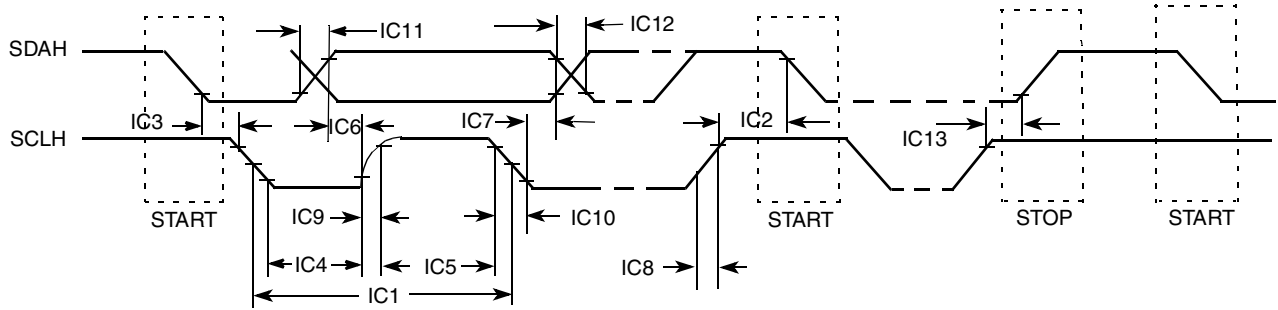 IC11
IC12
SDAH
IC3
IC6
IC7
IC2
SCLH
IC13
START
IC9
IC10
START
STOP
START
IC4
IC5
IC8
IC1